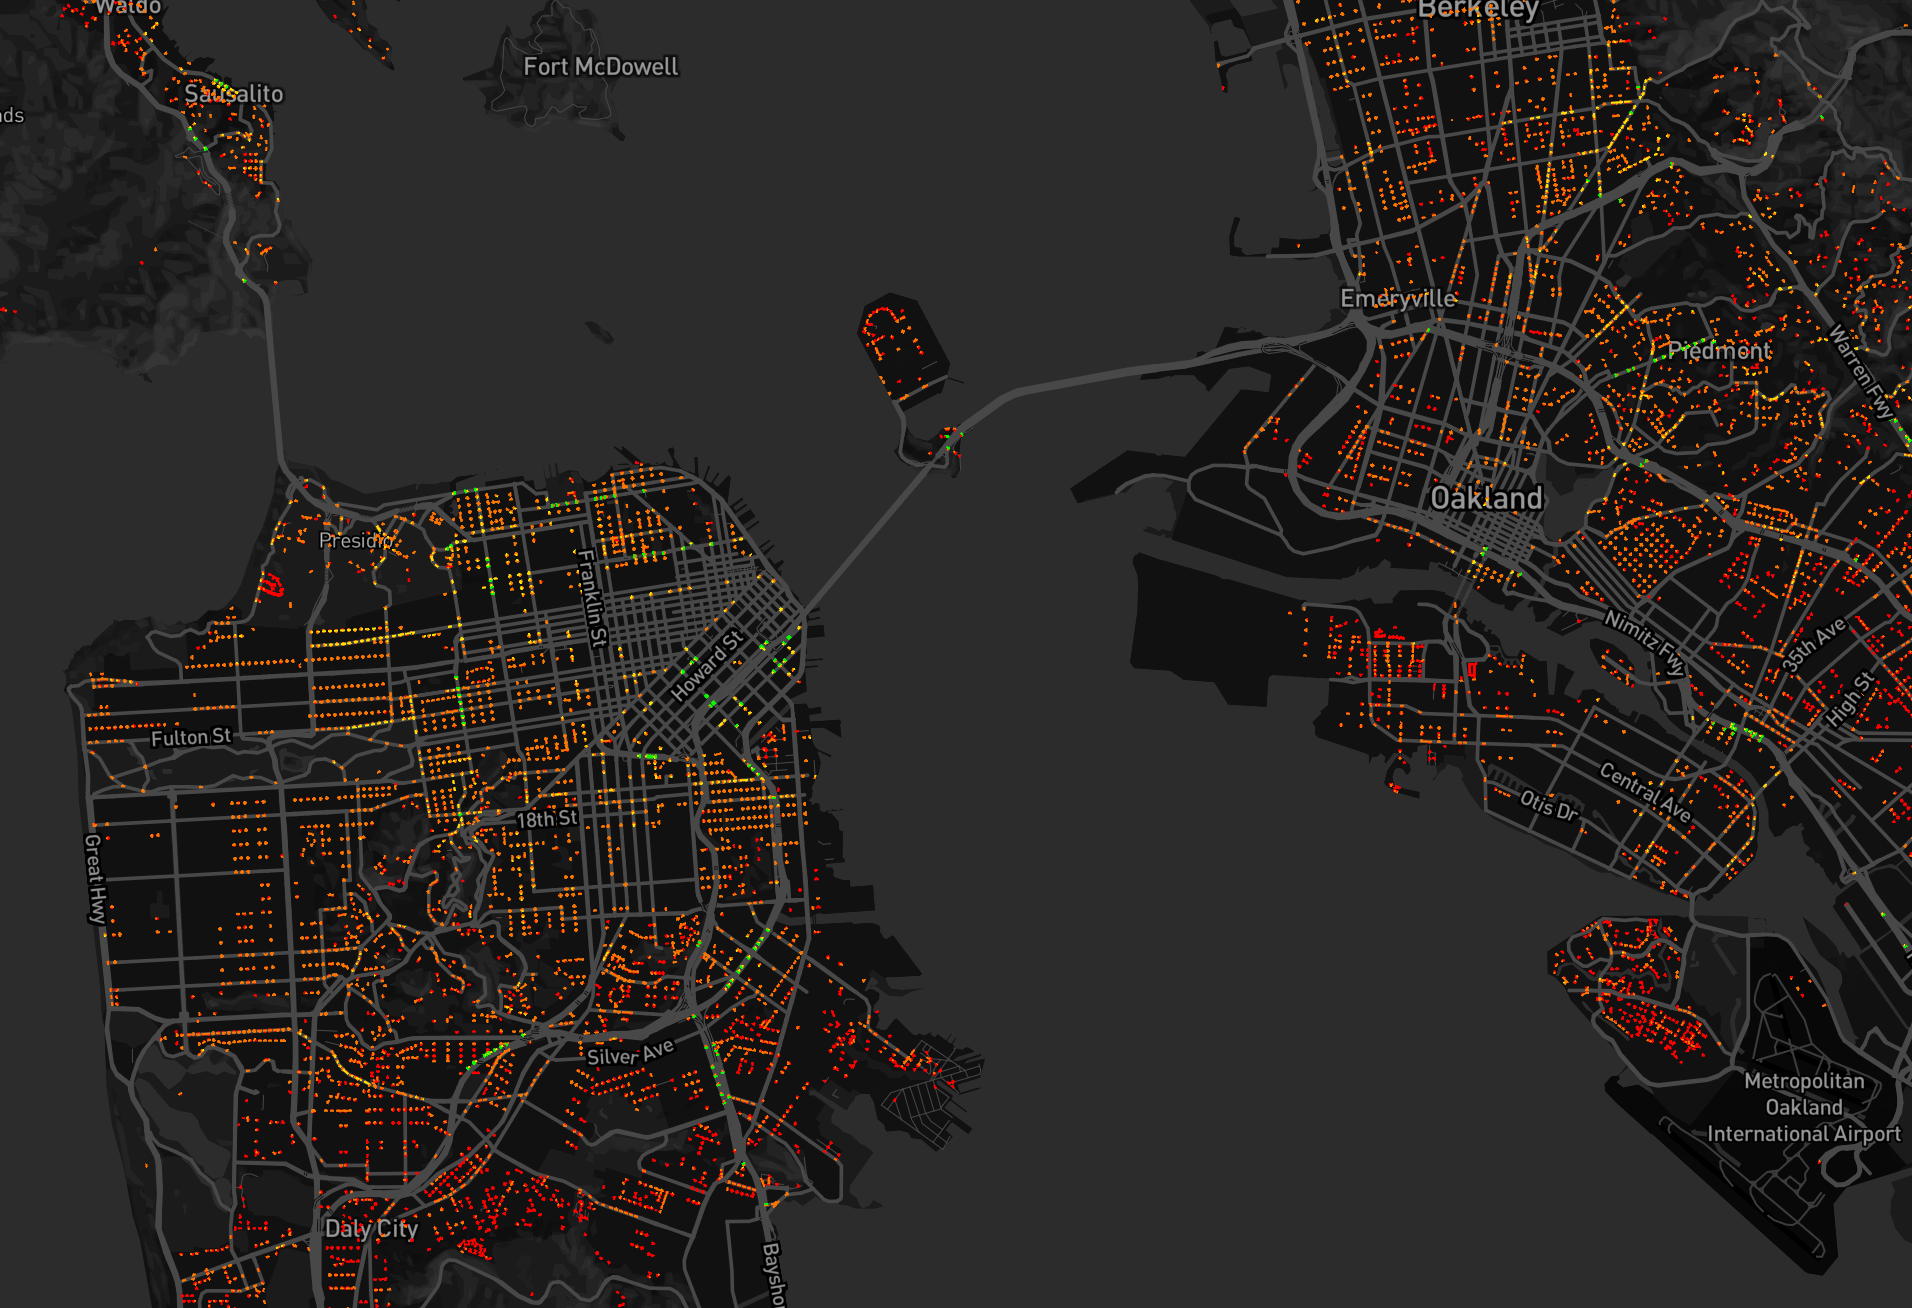 Waldo
Berkeley
Fort McDowell
Sausalito
nds
Emeryville
Piedmont
Warren Fwy
Oakland
Presidio
Franklin St
Howard St
Nimitz Fwy
35th Ave
High St
Fulton St
Central Ave
Otis Dr
18th St
Great Hwy
Silver Ave
Metropolitan
Oakland
International Airport
Daly City
Baysho